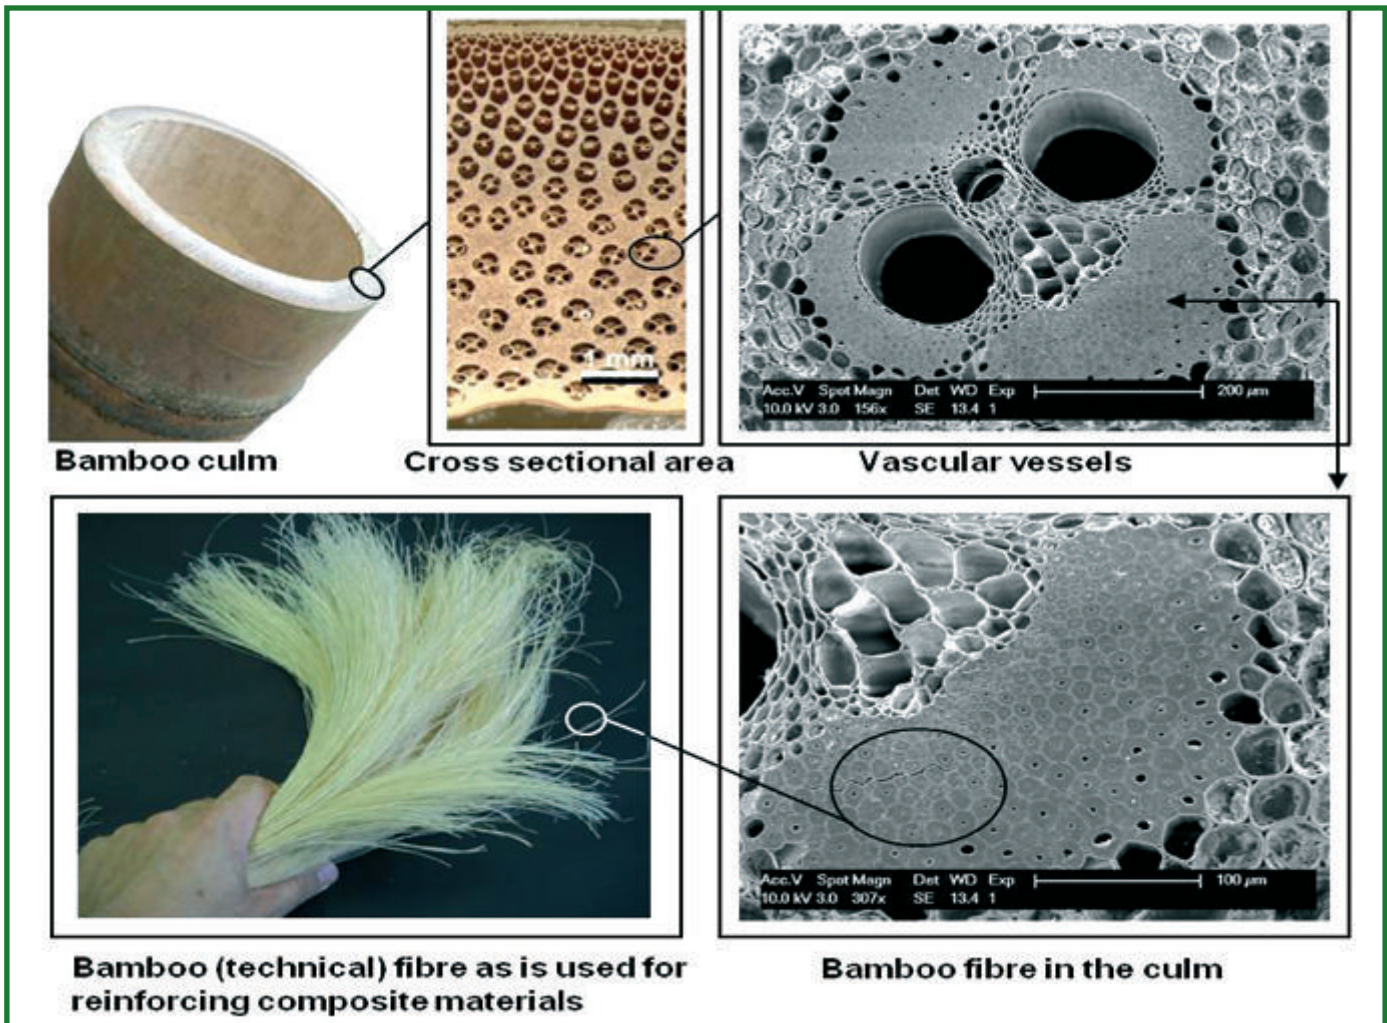 1 mm
Acc.V Spot Magn Det WD Exp 200 µm
10.0 kV 3.0 156x SE 13.4 1
Bamboo culm
Cross sectional area
Vascular vessels
Acc.V Spot Magn Det WD Exp 100 µm
10.0 kV 3.0 307x SE 13.4 1
Bamboo (technical) fibre as is used for
reinforcing composite materials
Bamboo fibre in the culm